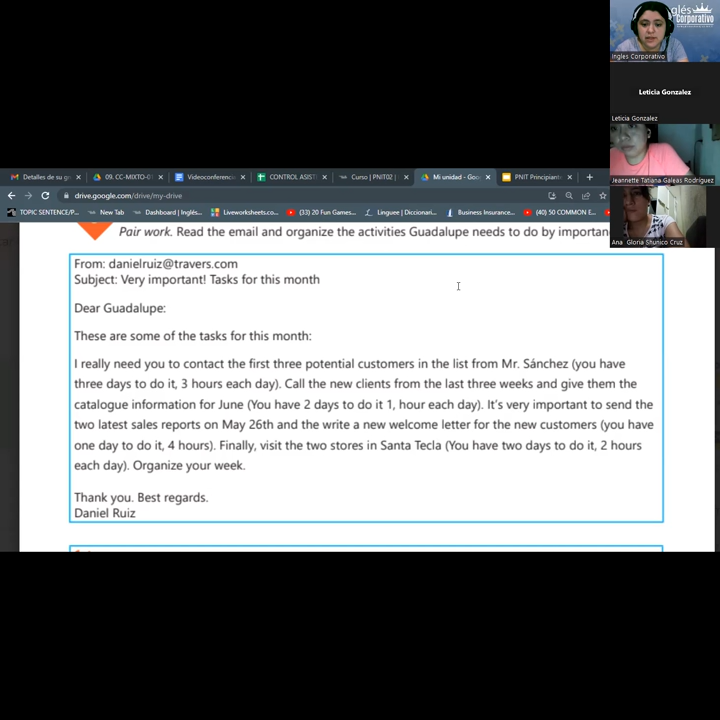 glés
Corporativo
Ingles Corporativo
Leticia Gonzalez
Leticia Gonzalez
Jeannette Tatiana Galeas Rodríguez
Ana Gloria Shunico Cruz
Detalles de su g
09. CC-MIXTO-0
Videoconferenci
CONTROL ASIST
Curso | PNIT02 |
Mi unidad - Goo
PNIT Principiant
drive.google.com/drive/my-drive
TOPIC SENTENCE/P...
New Tab
Dashboard | Inglés...
Liveworksheets.co...
(33) 20 Fun Games...
Linguee | Diccionari...
Business Insurance...
(40) 50 COMMON E...
Pair work. Read the email and organize the activities Guadalupe needs to do by importan
From: danielruiz@travers.com
Subject: Very important! Tasks for this month
Dear Guadalupe:
These are some of the tasks for this month:
I really need you to contact the first three potential customers in the list from Mr. Sánchez (you have
three days to do it, 3 hours each day). Call the new clients from the last three weeks and give them the
catalogue information for June (You have 2 days to do it 1, hour each day). It's very important to send the
two latest sales reports on May 26th and the write a new welcome letter for the new customers (you have
one day to do it, 4 hours). Finally, visit the two stores in Santa Tecla (You have two days to do it, 2 hours
each day). Organize your week.
Thank you. Best regards.
Daniel Ruiz